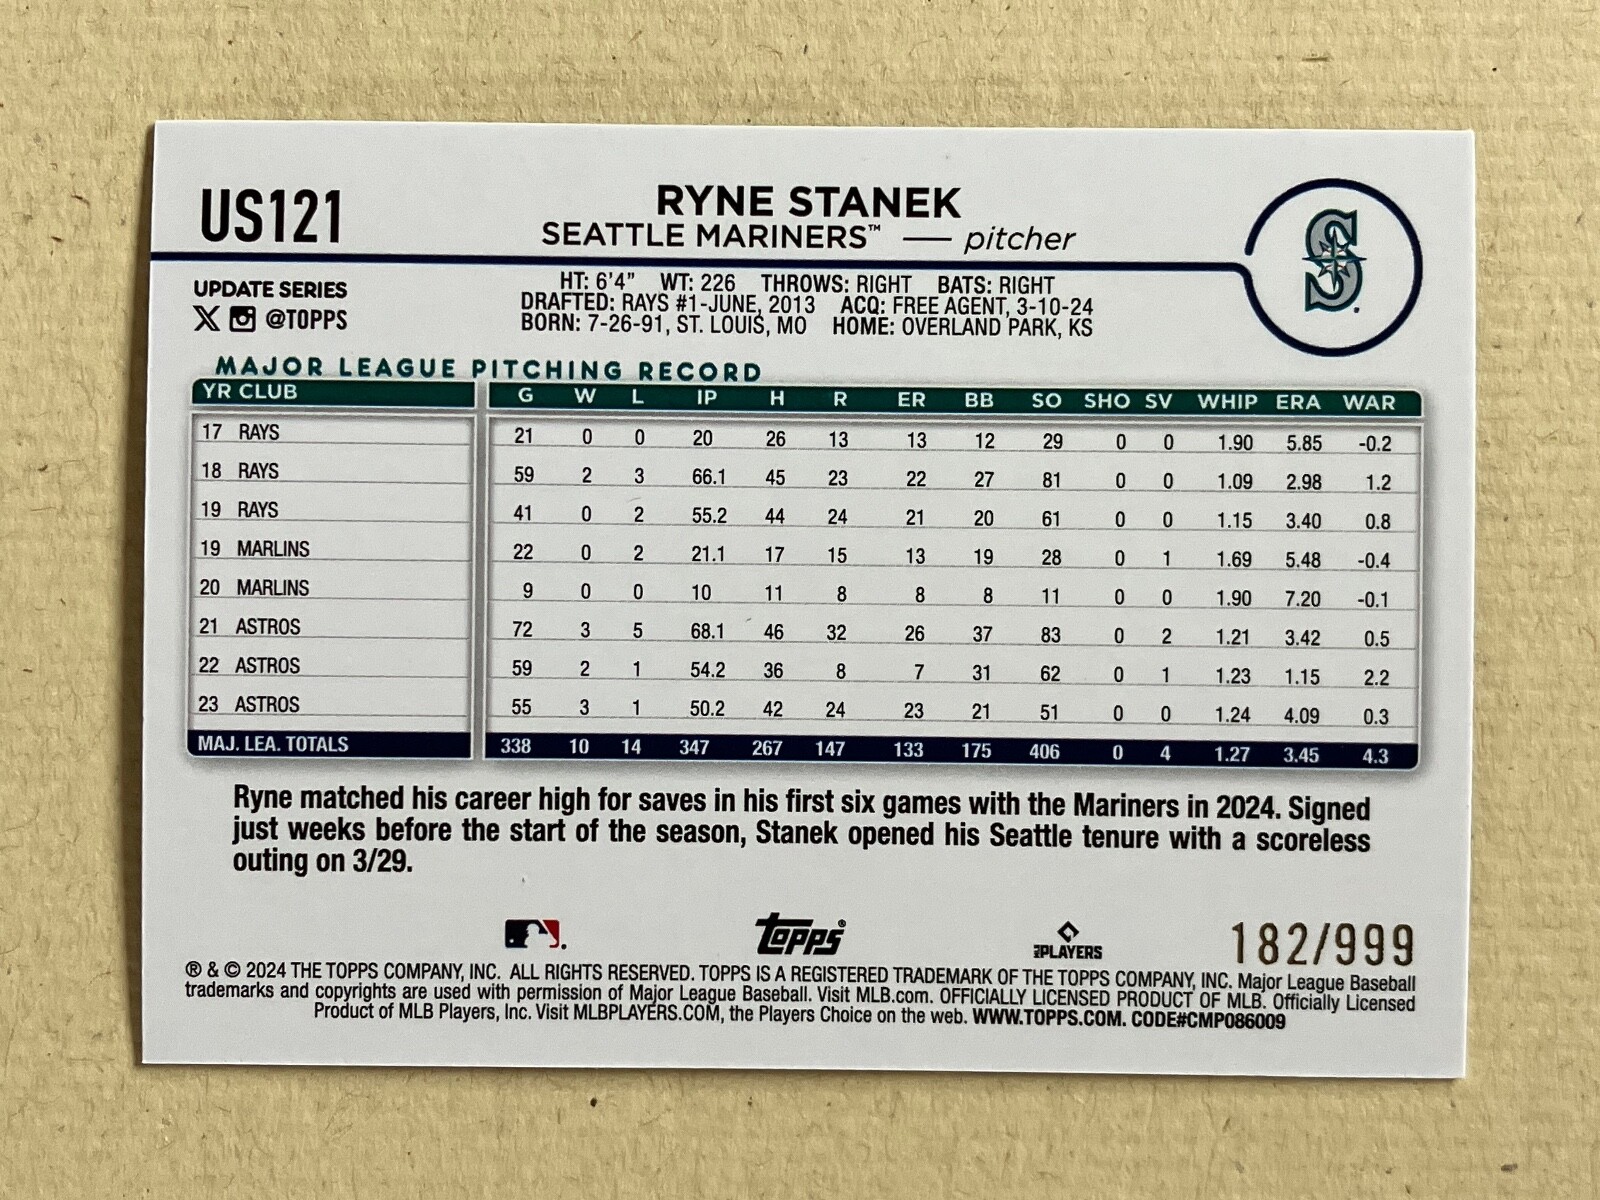 US121
RYNE STANEK
SEATTLE MARINERS™ — pitcher
S
UPDATE SERIES
@TOPPS
HT: 6'4" WT: 226 THROWS: RIGHT BATS: RIGHT
DRAFTED: RAYS #1-JUNE, 2013 ACQ: FREE AGENT, 3-10-24
BORN: 7-26-91, ST. LOUIS, MO HOME: OVERLAND PARK, KS
MAJOR LEAGUE PITCHING RECORD
YR CLUB G W L IP H R ER BB SO SHO SV WHIP ERA WAR
17 RAYS 21 0 0 20 26 13 13 12 29 0 0 1.90 5.85 -0.2
18 RAYS 59 2 3 66.1 45 23 22 27 81 0 0 1.09 2.98 1.2
19 RAYS 41 0 2 55.2 44 24 21 20 61 0 0 1.15 3.40 0.8
19 MARLINS 22 0 2 21.1 17 15 13 19 28 0 1 1.69 5.48 -0.4
20 MARLINS 9 0 0 10 11 8 8 8 11 0 0 1.90 7.20 -0.1
21 ASTROS 72 3 5 68.1 46 32 26 37 83 0 2 1.21 3.42 0.5
22 ASTROS 59 2 1 54.2 36 8 7 31 62 0 1 1.23 1.15 2.2
23 ASTROS 55 3 1 50.2 42 24 23 21 51 0 0 1.24 4.09 0.3
MAJ. LEA. TOTALS 338 10 14 347 267 147 133 175 406 0 4 1.27 3.45 4.3
Ryne matched his career high for saves in his first six games with the Mariners in 2024. Signed
just weeks before the start of the season, Stanek opened his Seattle tenure with a scoreless
outing on 3/29.
Topps® MLB PLAYERS 182/999
® & © 2024 THE TOPPS COMPANY, INC. ALL RIGHTS RESERVED. TOPPS IS A REGISTERED TRADEMARK OF THE TOPPS COMPANY, INC. Major League Baseball
trademarks and copyrights are used with permission of Major League Baseball. Visit MLB.com. OFFICIALLY LICENSED PRODUCT OF MLB. Officially Licensed
Product of MLB Players, Inc. Visit MLBPLAYERS.COM, the Players Choice on the web. WWW.TOPPS.COM. CODE#CMP086009